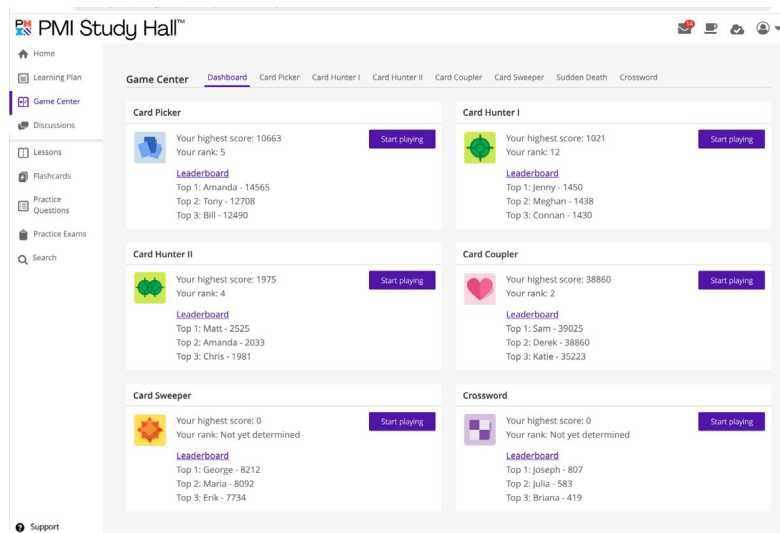 PMI Study Hall™
14
Home
Learning Plan
Game Center
Discussions
Lessons
Flashcards
Practice
Questions
Practice Exams
Search
Support
Game Center Dashboard Card Picker Card Hunter I Card Hunter II Card Coupler Card Sweeper Sudden Death Crossword
Card Picker
Your highest score: 10663
Start playing
Your rank: 5
Leaderboard
Top 1: Amanda - 14565
Top 2: Tony - 12708
Top 3: Bill - 12490
Card Hunter I
Your highest score: 1021
Start playing
Your rank: 12
Leaderboard
Top 1: Jenny - 1450
Top 2: Meghan - 1438
Top 3: Connan - 1430
Card Hunter II
Your highest score: 1975
Start playing
Your rank: 4
Leaderboard
Top 1: Matt - 2525
Top 2: Amanda - 2033
Top 3: Chris - 1981
Card Coupler
Your highest score: 38860
Start playing
Your rank: 2
Leaderboard
Top 1: Sam - 39025
Top 2: Derek - 38860
Top 3: Katie - 35223
Card Sweeper
Your highest score: 0
Start playing
Your rank: Not yet determined
Leaderboard
Top 1: George - 8212
Top 2: Maria - 8092
Top 3: Erik - 7734
Crossword
Your highest score: 0
Start playing
Your rank: Not yet determined
Leaderboard
Top 1: Joseph - 807
Top 2: Julia - 583
Top 3: Briana - 419